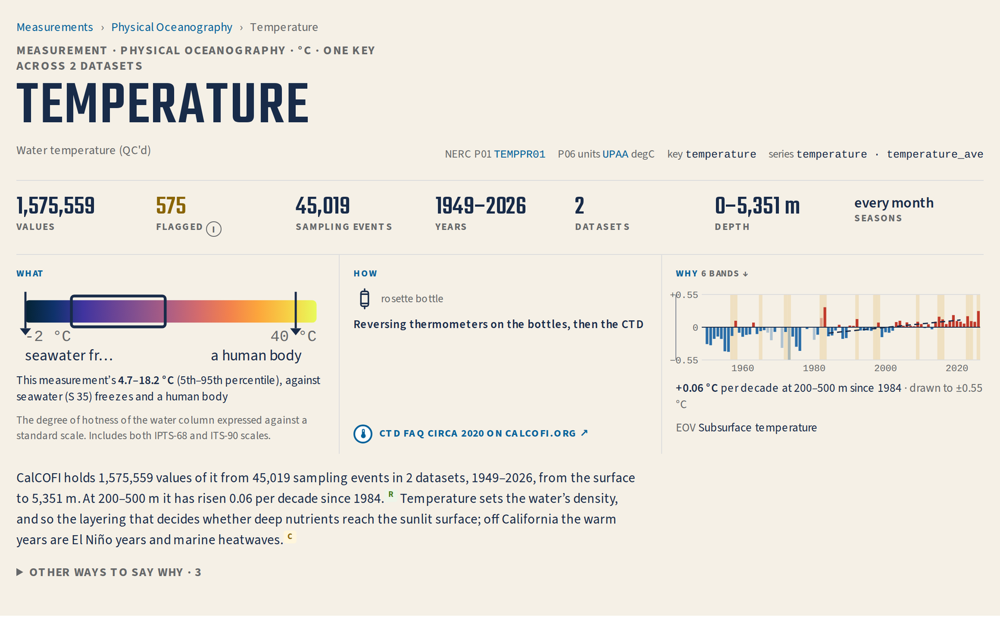 Measurements › Physical Oceanography › Temperature
MEASUREMENT · PHYSICAL OCEANOGRAPHY · °C · ONE KEY
ACROSS 2 DATASETS
TEMPERATURE
Water temperature (QC'd)
NERC P01 TEMPPR01 P06 units UPAA degC key temperature series temperature · temperature_ave
1,575,559
VALUES
575
FLAGGED I
45,019
SAMPLING EVENTS
1949–2026
YEARS
2
DATASETS
0–5,351 m
DEPTH
every month
SEASONS
WHAT
-2 °C
40 °C
seawater fr…
a human body
This measurement's 4.7–18.2 °C (5th–95th percentile), against
seawater (S 35) freezes and a human body
The degree of hotness of the water column expressed against a
standard scale. Includes both IPTS-68 and ITS-90 scales.
HOW
rosette bottle
Reversing thermometers on the bottles, then the CTD
CTD FAQ CIRCA 2020 ON CALCOFI.ORG ↗
WHY 6 BANDS ↓
+0.55
0
−0.55
1960 1980 2000 2020
+0.06 °C per decade at 200–500 m since 1984 · drawn to ±0.55
°C
EOV Subsurface temperature
CalCOFI holds 1,575,559 values of it from 45,019 sampling events in 2 datasets, 1949–2026, from the surface
to 5,351 m. At 200–500 m it has risen 0.06 per decade since 1984. R Temperature sets the water's density,
and so the layering that decides whether deep nutrients reach the sunlit surface; off California the warm
years are El Niño years and marine heatwaves. C
▶ OTHER WAYS TO SAY WHY · 3